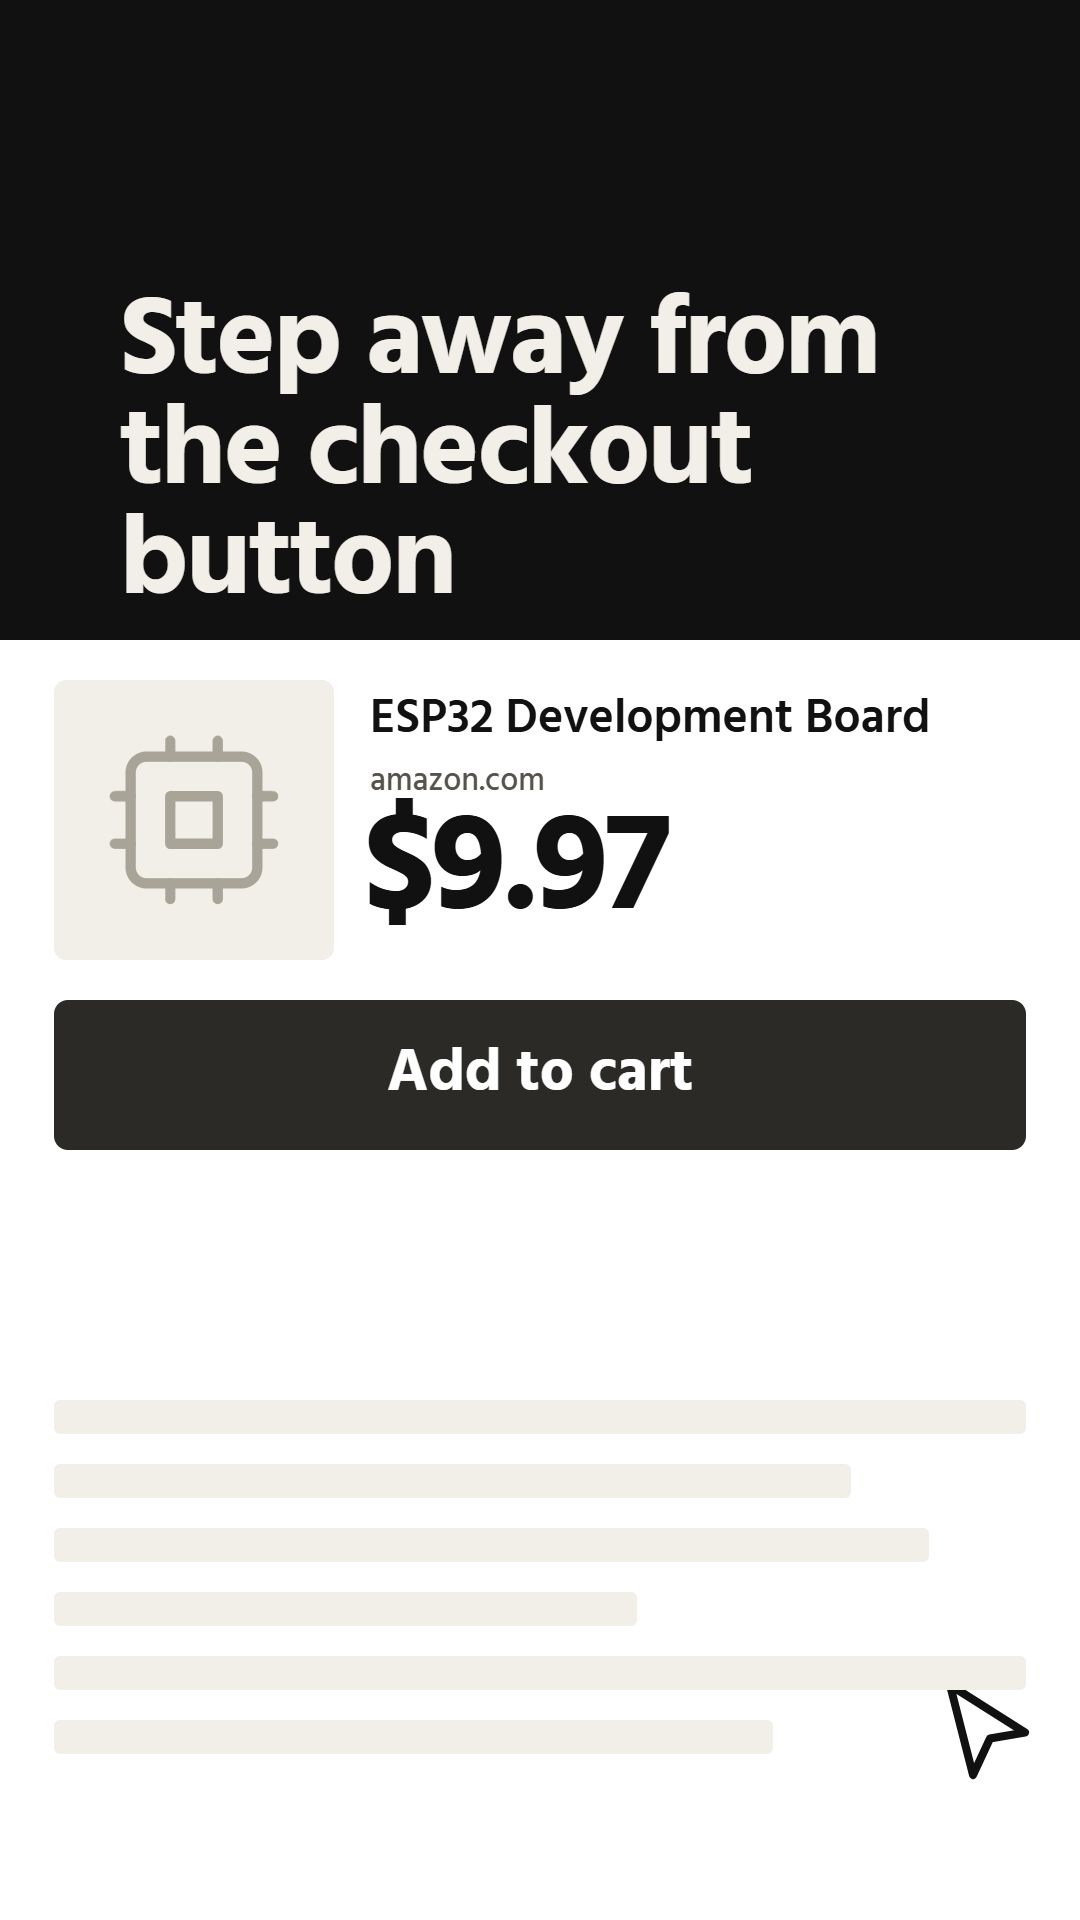 Step away from
the checkout
button
ESP32 Development Board
amazon.com
$9.97
Add to cart